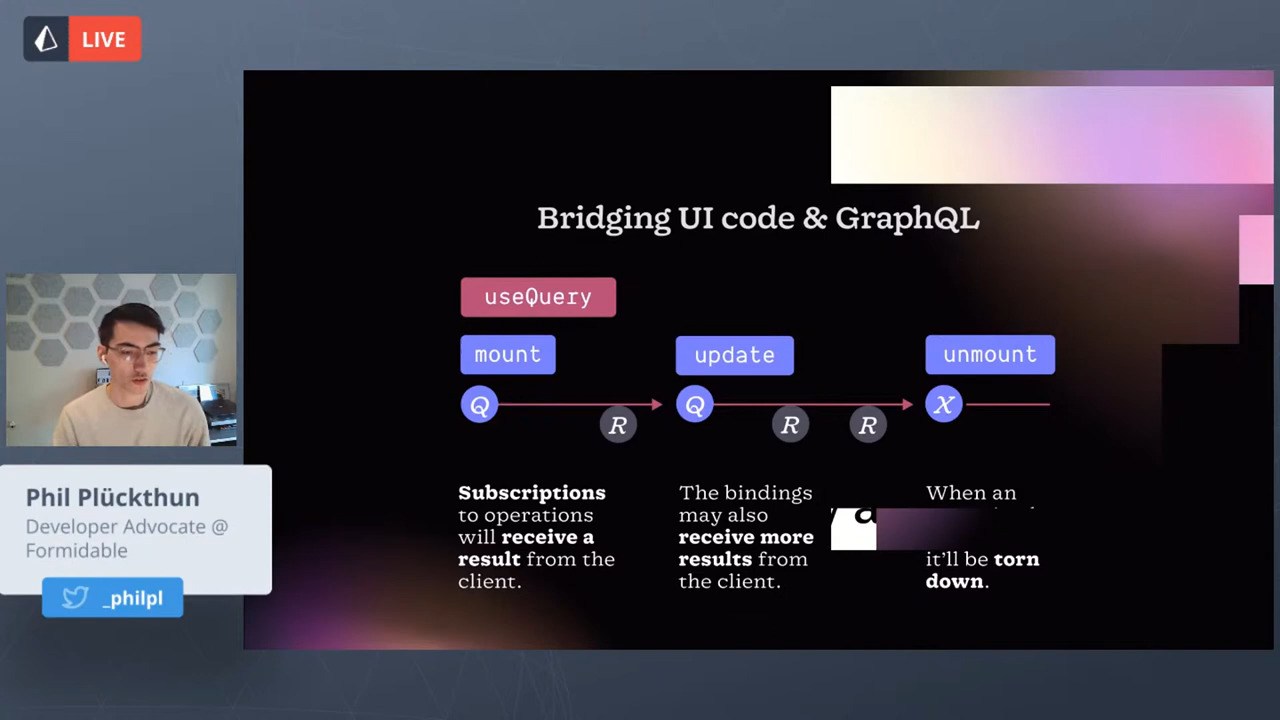 LIVE
Bridging UI code & GraphQL
useQuery
mount
update
unmount
Q
R
Q
R
R
X
Subscriptions
to operations
will receive a
result from the
client.
The bindings
may also
receive more
results from
the client.
When an
it'll be torn
down.
Phil Plückthun
Developer Advocate @
Formidable
_philpl